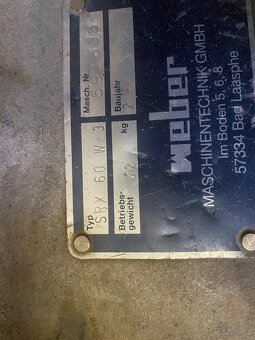 weber
MASCHINENTECHNIK GMBH
Im Boden 5, 6, 8
57334 Bad Laasphe
Typ
SRX 60 W 3
Masch. Nr.
Betriebs-
gewicht
kg
Baujahr